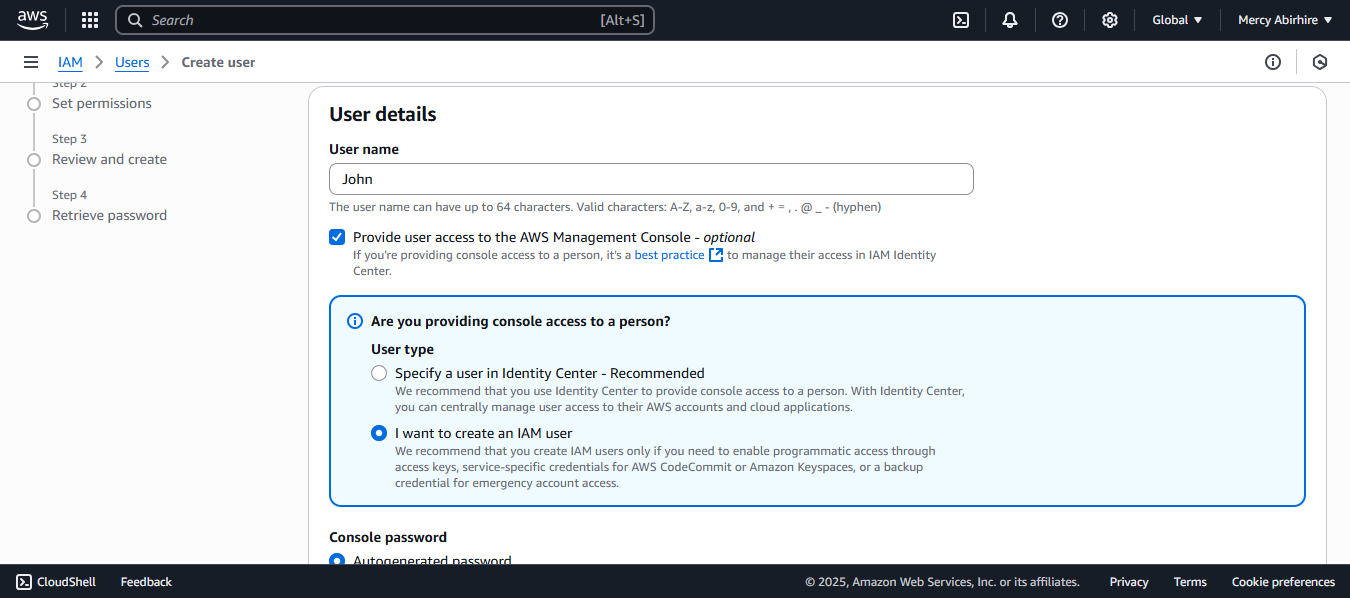 aws
Search [Alt+S]
Global ▼
Mercy Abirhire ▼
IAM > Users > Create user
Step 2
Set permissions
Step 3
Review and create
Step 4
Retrieve password
User details
User name
John
The user name can have up to 64 characters. Valid characters: A-Z, a-z, 0-9, and + = , . @ _ - (hyphen)
Provide user access to the AWS Management Console - optional
If you're providing console access to a person, it's a best practice to manage their access in IAM Identity
Center.
Are you providing console access to a person?
User type
Specify a user in Identity Center - Recommended
We recommend that you use Identity Center to provide console access to a person. With Identity Center,
you can centrally manage user access to their AWS accounts and cloud applications.
I want to create an IAM user
We recommend that you create IAM users only if you need to enable programmatic access through
access keys, service-specific credentials for AWS CodeCommit or Amazon Keyspaces, or a backup
credential for emergency account access.
Console password
Autogenerated password
CloudShell
Feedback
© 2025, Amazon Web Services, Inc. or its affiliates.
Privacy
Terms
Cookie preferences